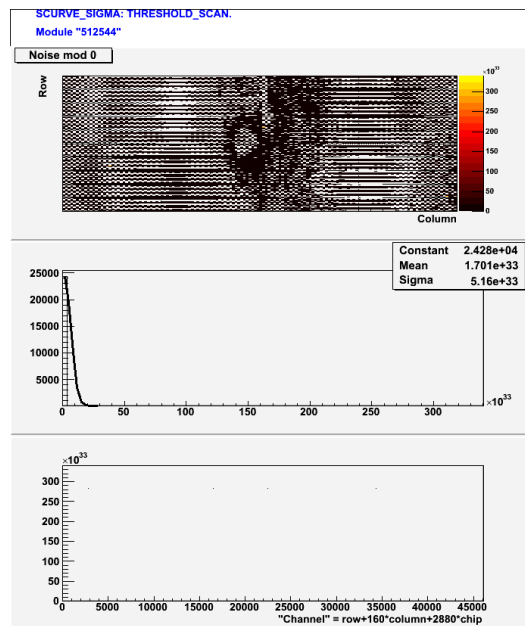 SCURVE_SIGMA: THRESHOLD_SCAN.
Module "512544"
Noise mod 0
Row
×10³³
300
250
200
150
100
50
0
Column
Constant 2.428e+04
Mean 1.701e+33
Sigma 5.16e+33
25000
20000
15000
10000
5000
0 50 100 150 200 250 300
×10³³
×10³³
300
250
200
150
100
50
0
0 5000 10000 15000 20000 25000 30000 35000 40000 45000
"Channel" = row+160*column+2880*chip